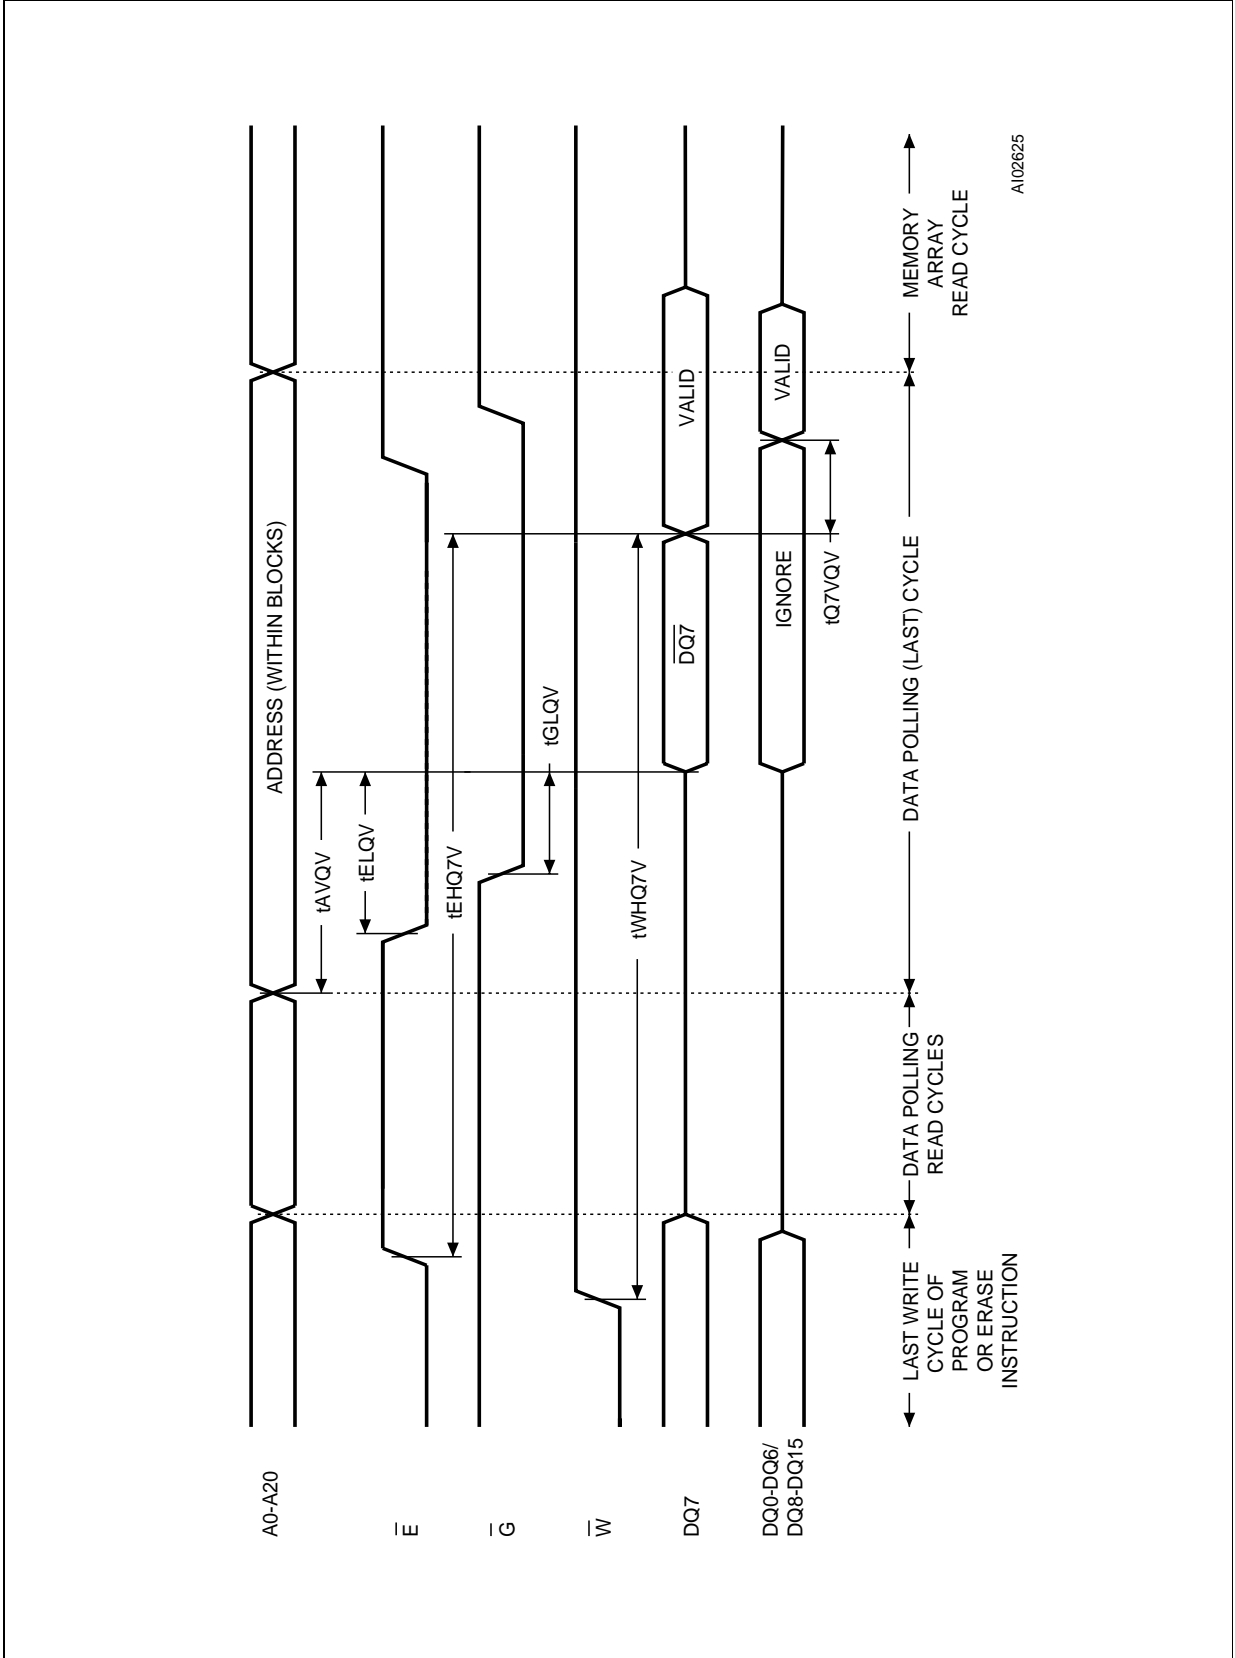 A0-A20
E
G
W
DQ7
DQ0-DQ6/
DQ8-DQ15
ADDRESS (WITHIN BLOCKS)
tAVQV
tELQV
tEHQ7V
tGLQV
tWHQ7V
DQ7
VALID
IGNORE
VALID
tQ7VQV
LAST WRITE
CYCLE OF
PROGRAM
OR ERASE
INSTRUCTION
DATA POLLING
READ CYCLES
DATA POLLING (LAST) CYCLE
MEMORY
ARRAY
READ CYCLE
AI02625